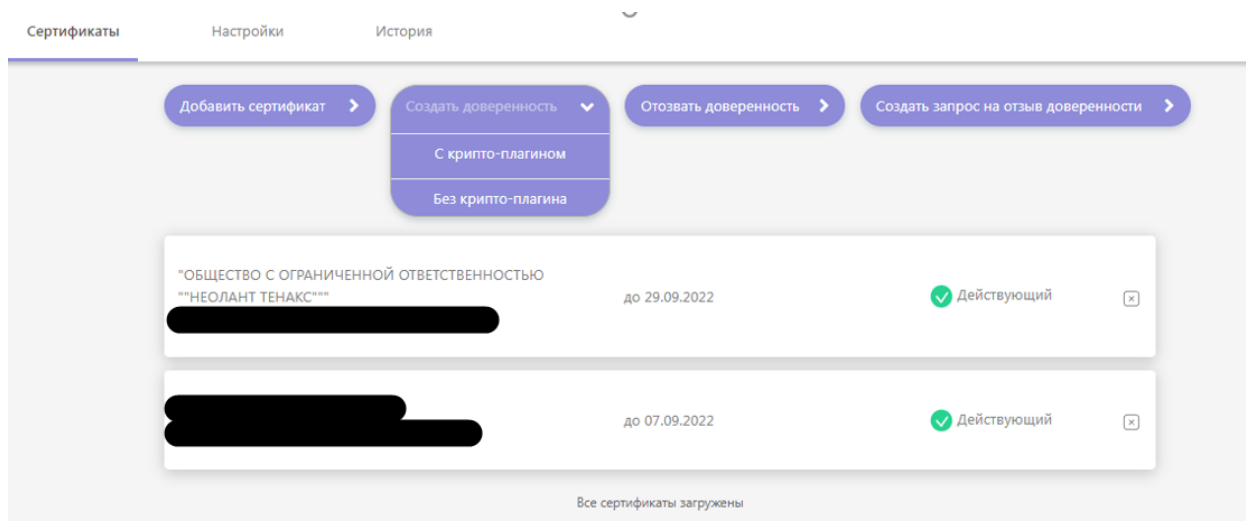 Сертификаты
Настройки
История
Добавить сертификат
Создать доверенность
Отозвать доверенность
Создать запрос на отзыв доверенности
С крипто-плагином
Без крипто-плагина
"ОБЩЕСТВО С ОГРАНИЧЕННОЙ ОТВЕТСТВЕННОСТЬЮ
""НЕОЛАНТ ТЕНАКС"""
до 29.09.2022
Действующий
до 07.09.2022
Действующий
Все сертификаты загружены